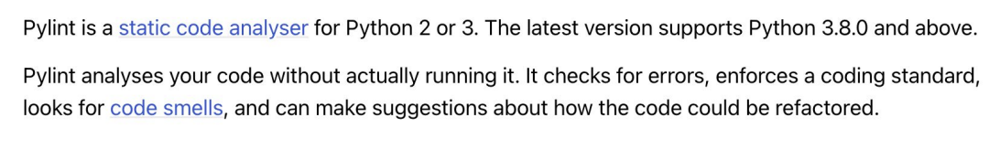 Pylint is a static code analyser for Python 2 or 3. The latest version supports Python 3.8.0 and above.
Pylint analyses your code without actually running it. It checks for errors, enforces a coding standard,
looks for code smells, and can make suggestions about how the code could be refactored.